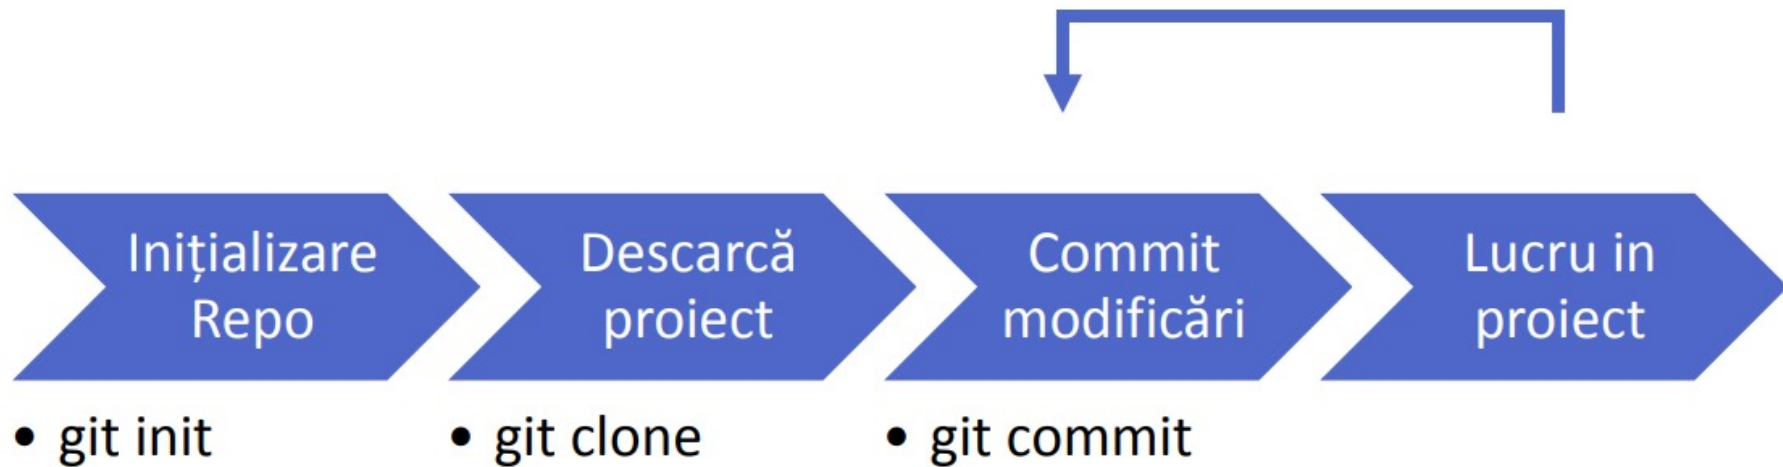 Inițializare
Repo
Descarcă
proiect
Commit
modificări
Lucru in
proiect
• git init
• git clone
• git commit